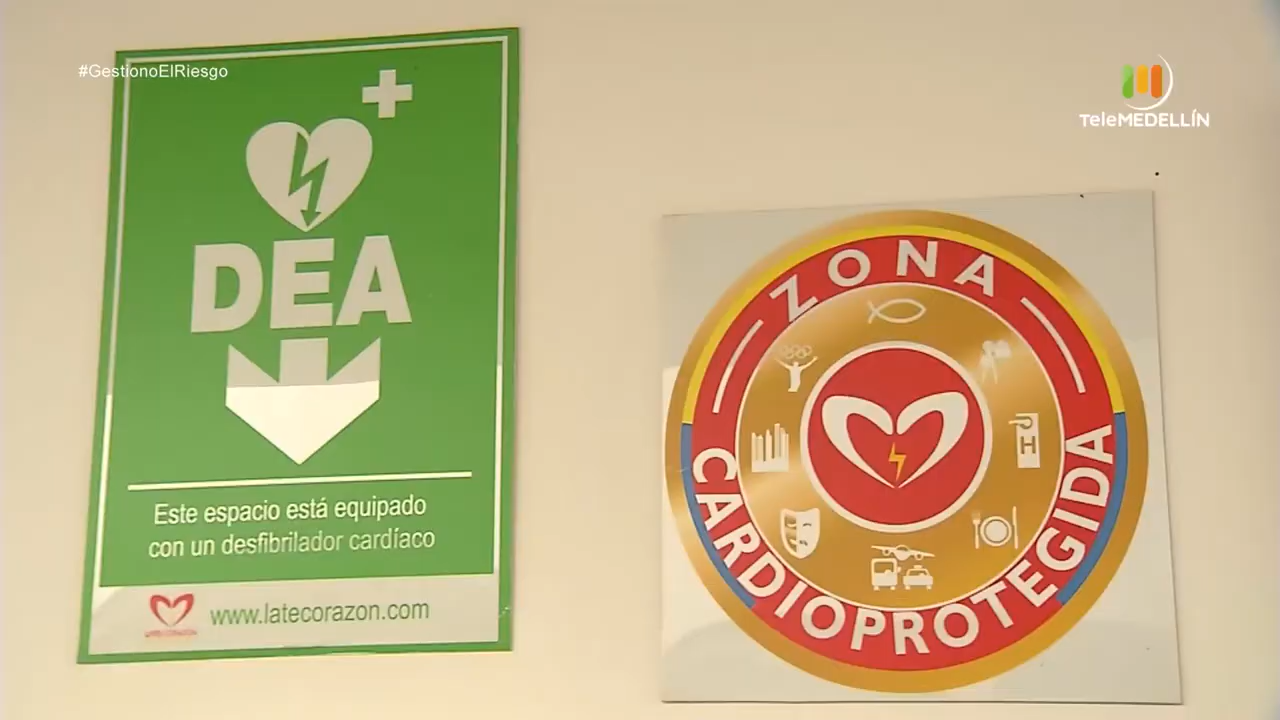 #GestionoElRiesgo
TeleMEDELLÍN
DEA
Este espacio está equipado
con un desfibrilador cardíaco
www.latecorazon.com
ZONA
CARDIOPROTEGIDA
H